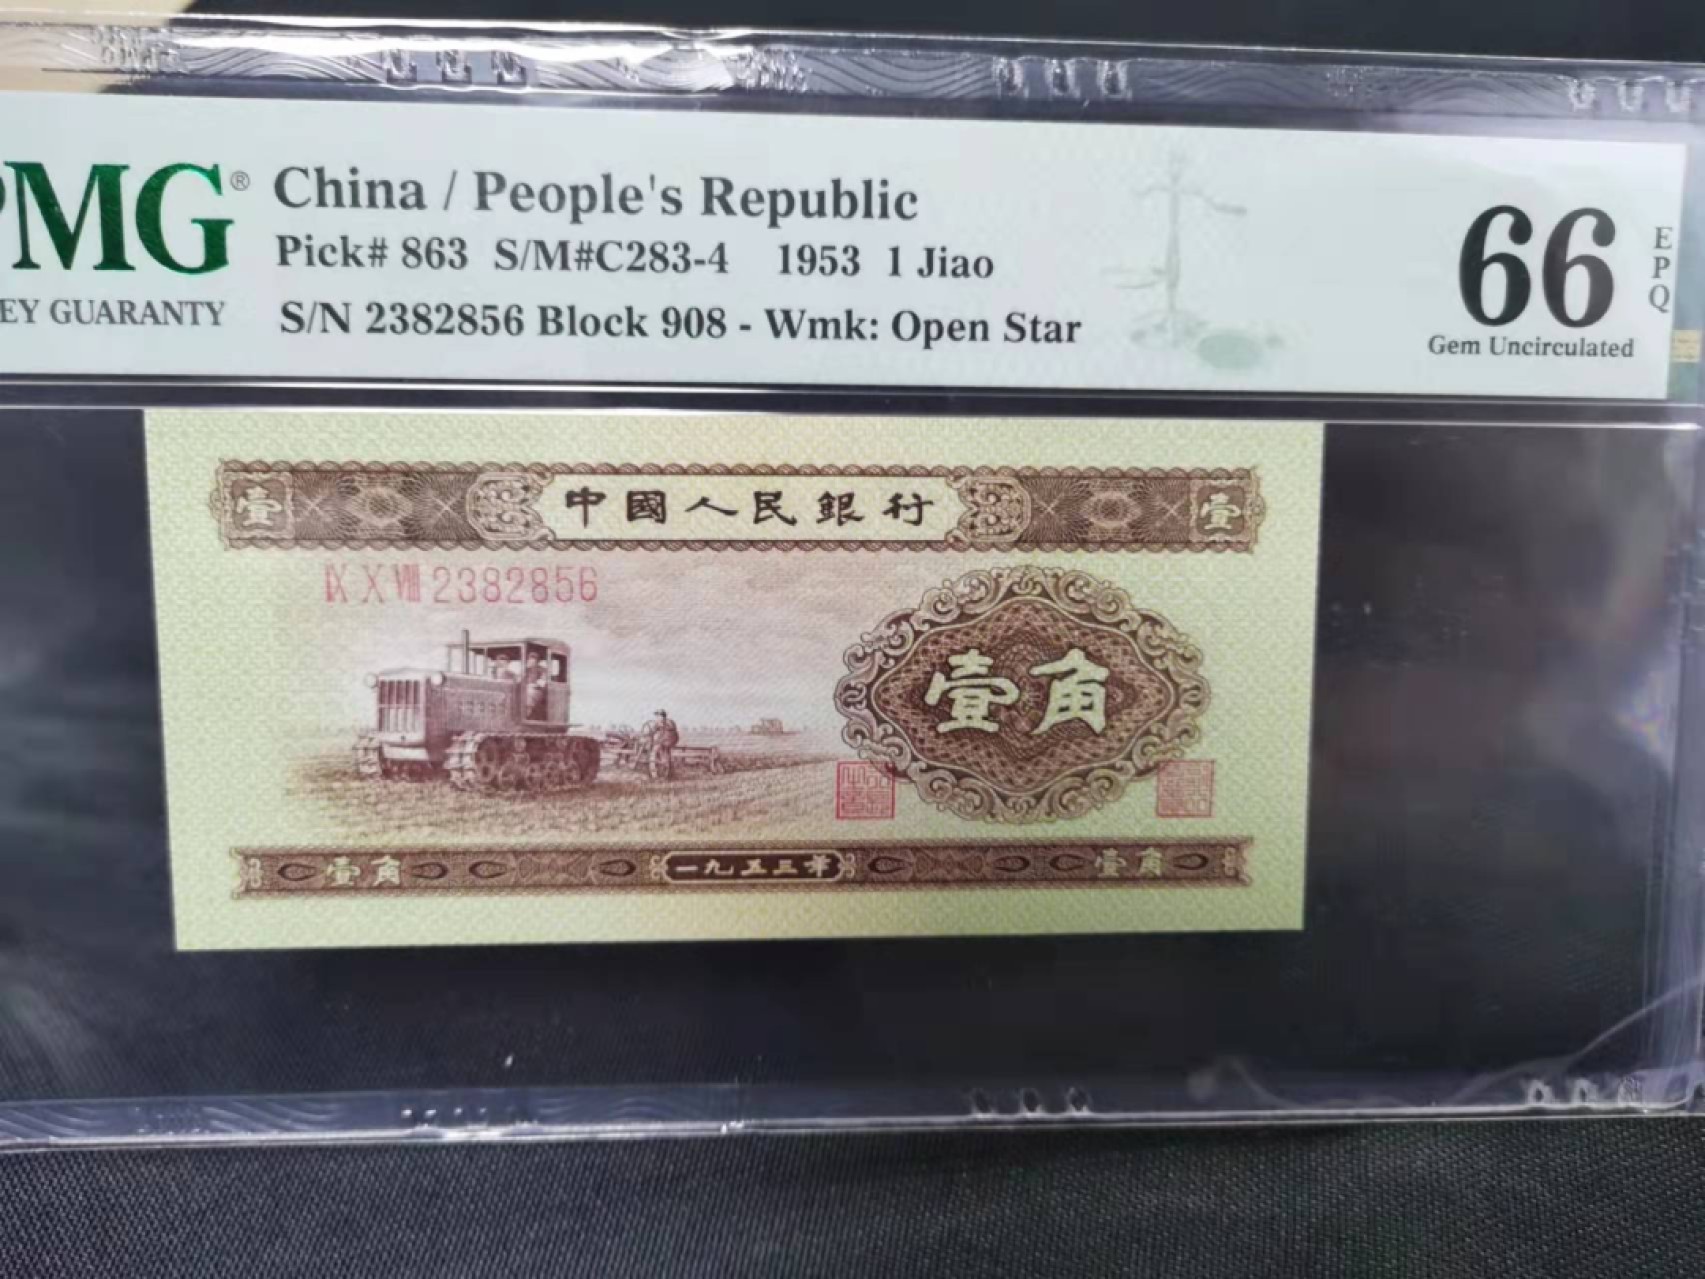 PMG®
China / People's Republic
Pick# 863 S/M#C283-4 1953 1 Jiao
S/N 2382856 Block 908 - Wmk: Open Star
EY GUARANTY
66
EPQ
Gem Uncirculated
壹 中國人民銀行 壹
Ⅸ Ⅹ Ⅷ 2382856
壹角
壹角 一九五三年 壹角